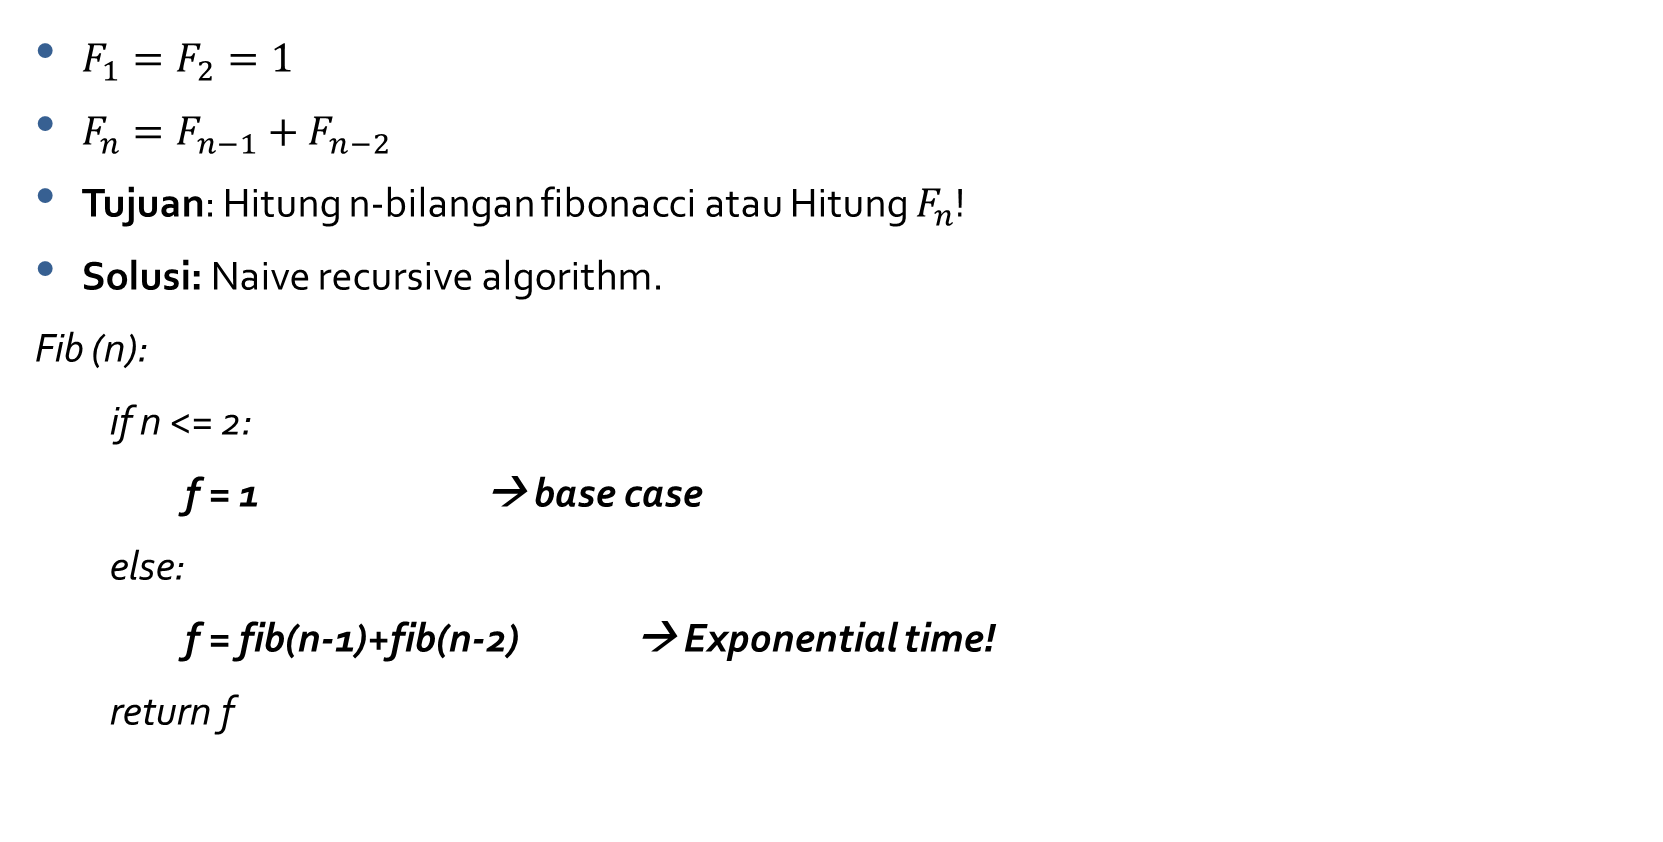 • F₁ = F₂ = 1
• Fₙ = Fₙ₋₁ + Fₙ₋₂
• Tujuan: Hitung n-bilangan fibonacci atau Hitung Fₙ!
• Solusi: Naive recursive algorithm.
Fib (n):
if n <= 2:
f = 1 → base case
else:
f = fib(n-1)+fib(n-2) → Exponential time!
return f